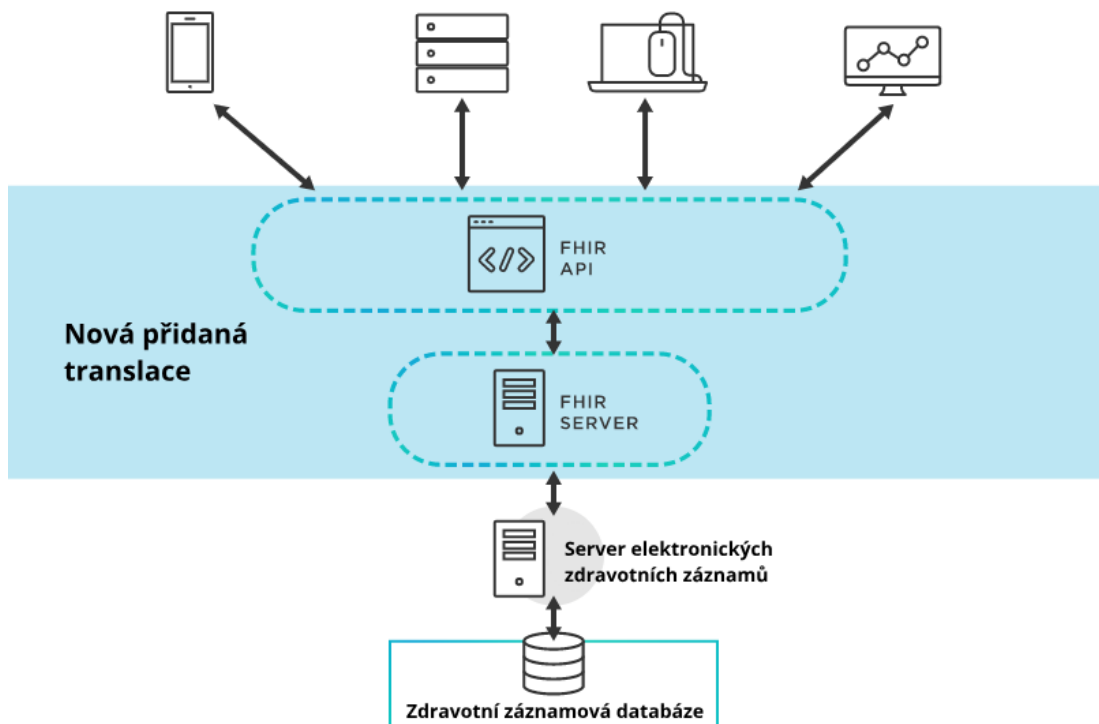 FHIR
API
Nová přidaná
translace
FHIR
SERVER
Server elektronických
zdravotních záznamů
Zdravotní záznamová databáze